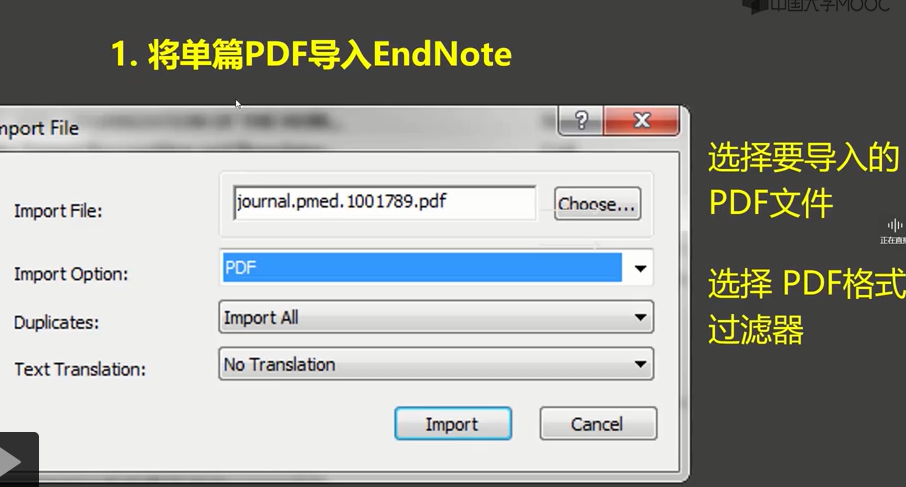 中国大学MOOC
1. 将单篇PDF导入EndNote
mport File
选择要导入的
PDF文件
Import File:
journal.pmed.1001789.pdf
Choose...
正在直
Import Option:
PDF
选择 PDF格式
过滤器
Duplicates:
Import All
Text Translation:
No Translation
Import
Cancel